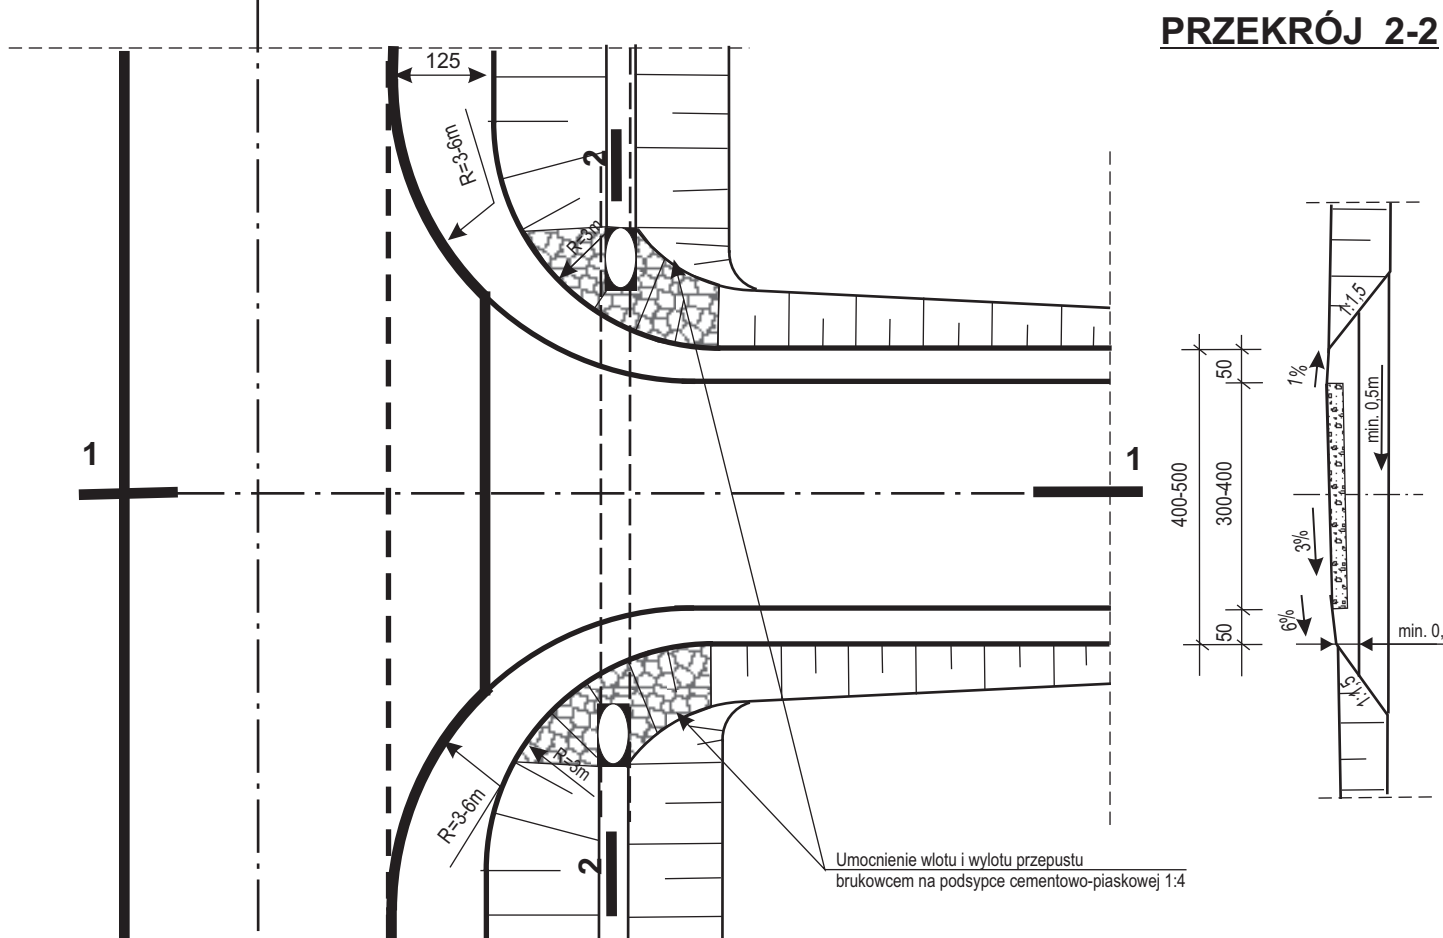 PRZEKRÓJ 2-2
125
R=3-6m
2
R=3m
1:1,5
1%
50
min. 0,5m
1
1
400-500
300-400
3%
6%
50
min. 0,
1:1,5
R=3m
R=3-6m
2
Umocnienie wlotu i wylotu przepustu
brukowcem na podsypce cementowo-piaskowej 1:4